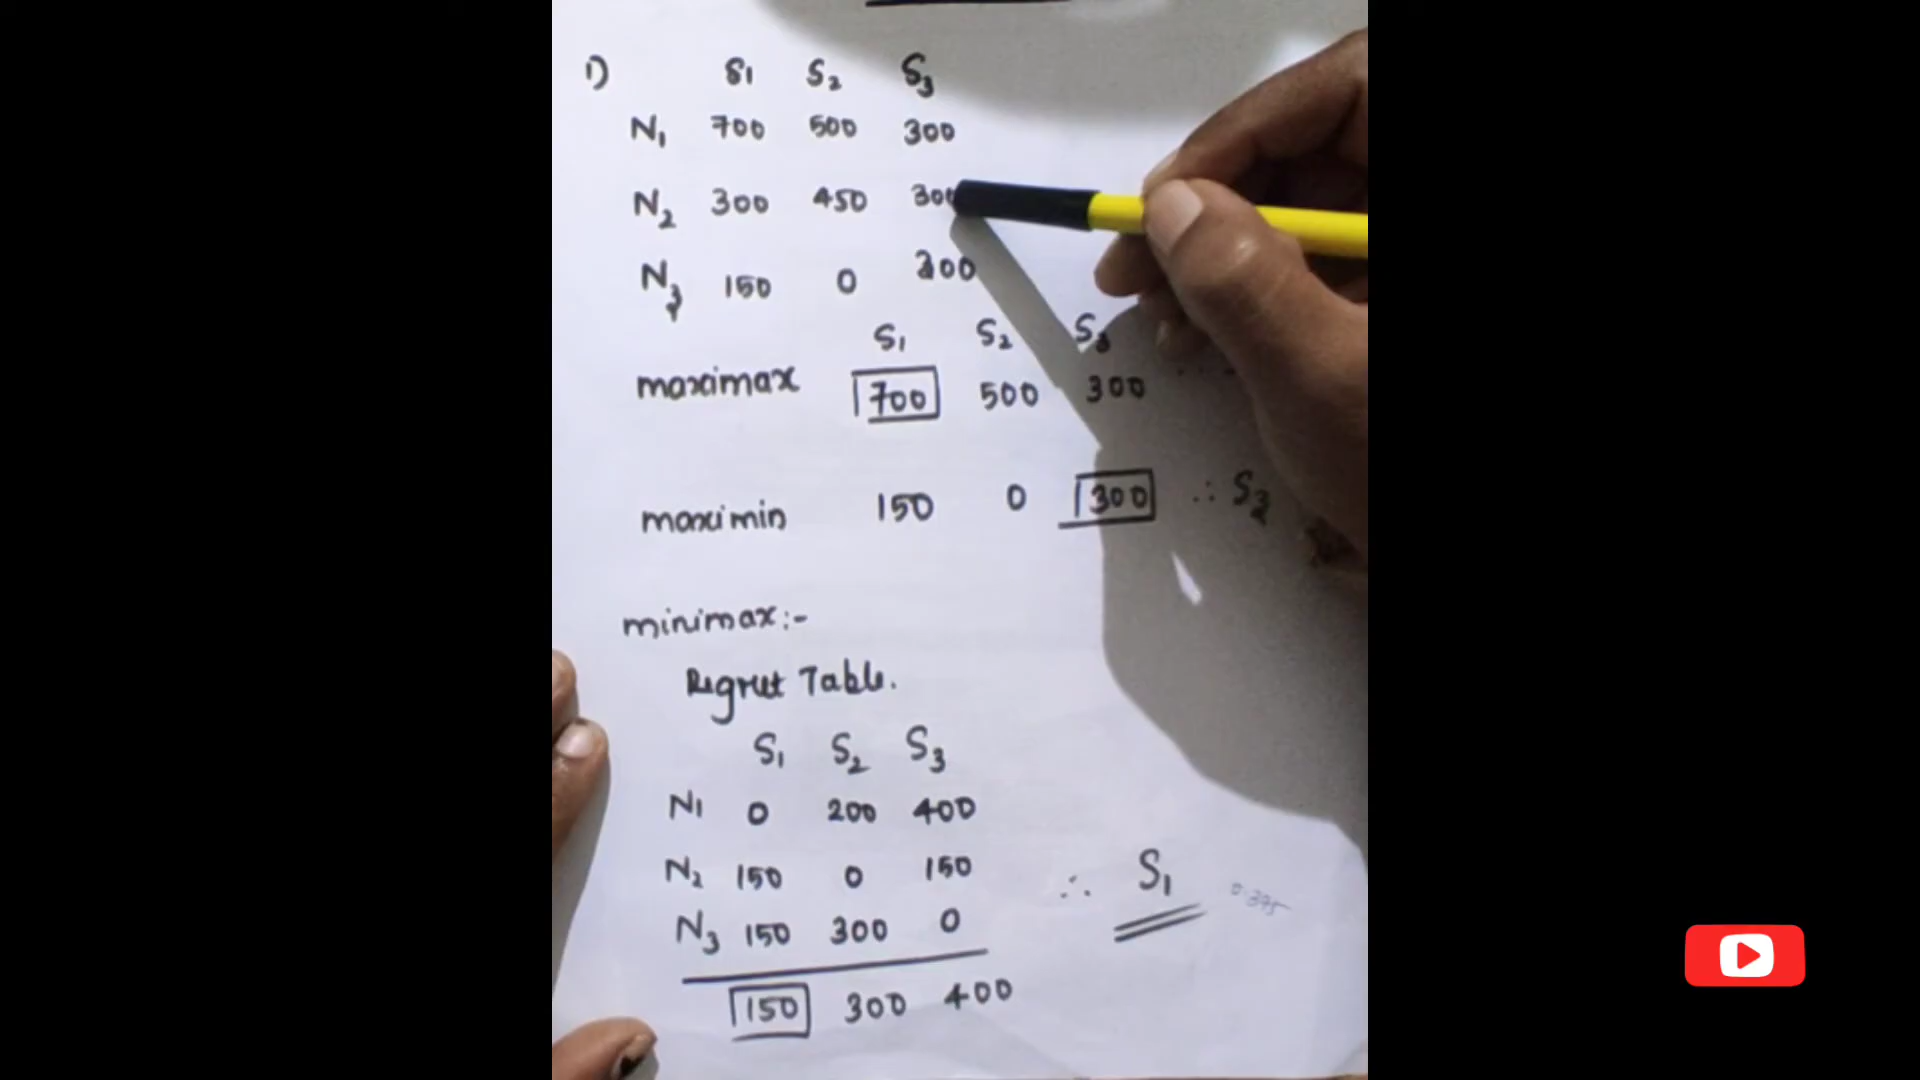 1) S1 S2 S3
N1 700 500 300
N2 300 450 300
N3 150 0 300
S1 S2 S3
maximax 700 500 300
maximin 150 0 300 ∴ S3
minimax:-
Regret Table.
S1 S2 S3
N1 0 200 400
N2 150 0 150
N3 150 300 0
∴ S1
150 300 400